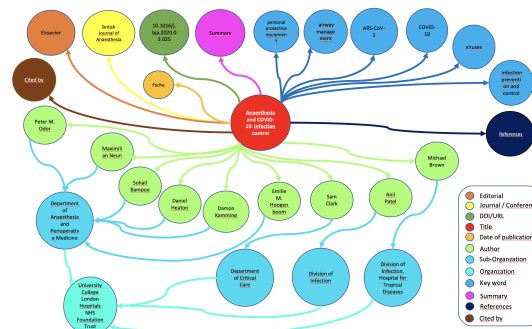 Elsevier
British
Journal of
Anaesthesia
10.1016/j.
bja.2020.0
3.025
Summare
personal
protective
equipmen
t
airway
manage
ment
ARS-CoV-
2
COVID-
19
viruses
infection
preventi
on and
control
Cited by
Fecha
Anaesthesia
and COVID-
19: infection
control
References
Peter M.
Odor
Maximili
an Neun
Sohail
Bampoe
Daniel
Heaton
Damon
Kamming
Emilie
M.
Hoogen
boom
Sam
Clark
Anil
Patel
Michael
Brown
Department
of
Anaesthesia
and
Perioperativ
e Medicine
University
College
London
Hospitals
NHS
Foundation
Trust
Department
of Critical
Care
Division of
Infection
Division of
Infection,
Hospital for
Tropical
Diseases
Editorial
Journal / Conferen
DOI/URL
Title
Date of publication
Author
Sub-Organzation
Organzation
Key word
Summary
References
Cited by